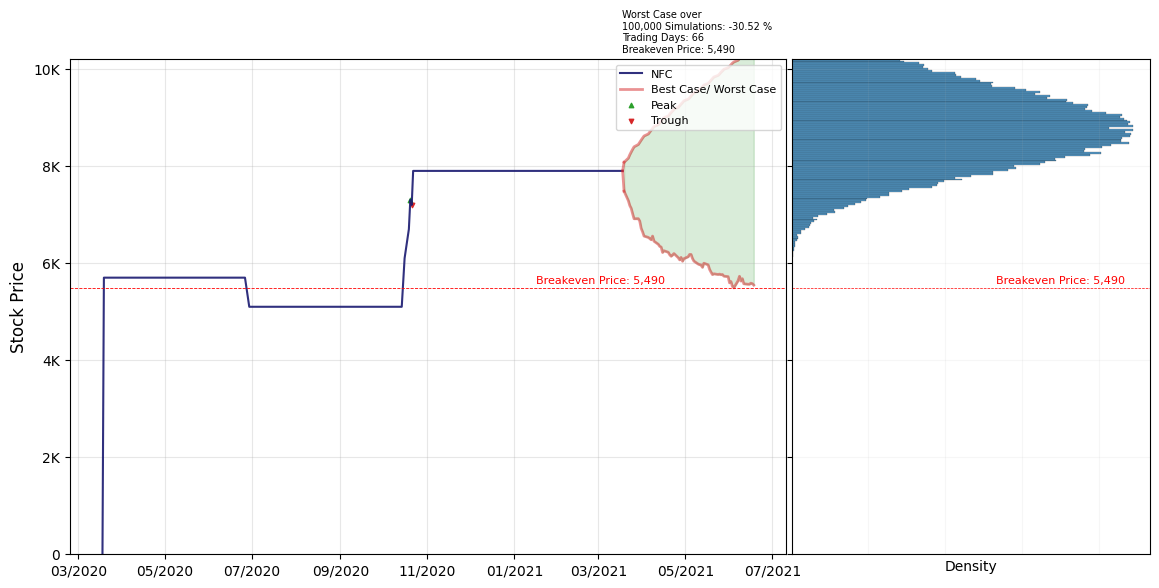 Worst Case over
100,000 Simulations: -30.52 %
Trading Days: 66
Breakeven Price: 5,490
NFC
Best Case/ Worst Case
Peak
Trough
Stock Price
10K
8K
6K
4K
2K
0
Breakeven Price: 5,490
Breakeven Price: 5,490
03/2020
05/2020
07/2020
09/2020
11/2020
01/2021
03/2021
05/2021
07/2021
Density